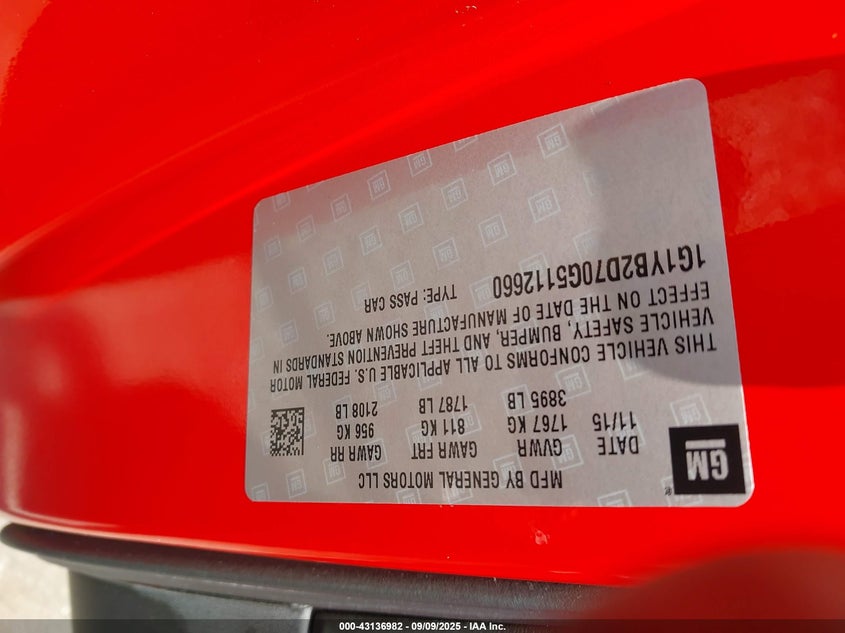 GM
®
MFD BY GENERAL MOTORS LLC
DATE GVWR GAWR FRT GAWR RR
11/15 1767 KG 811 KG 956 KG
3895 LB 1787 LB 2108 LB
THIS VEHICLE CONFORMS TO ALL APPLICABLE U.S. FEDERAL MOTOR
VEHICLE SAFETY, BUMPER, AND THEFT PREVENTION STANDARDS IN
EFFECT ON THE DATE OF MANUFACTURE SHOWN ABOVE.
1G1YB2D70G5112660 TYPE: PASS CAR
000-43136982 | 09/09/2025 - IAA Inc.